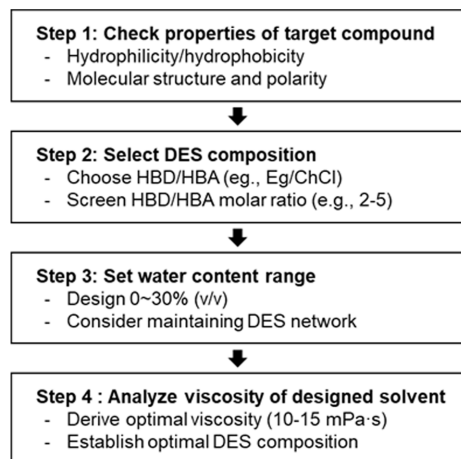 Step 1: Check properties of target compound
- Hydrophilicity/hydrophobicity
- Molecular structure and polarity
Step 2: Select DES composition
- Choose HBD/HBA (eg., Eg/ChCl)
- Screen HBD/HBA molar ratio (e.g., 2-5)
Step 3: Set water content range
- Design 0~30% (v/v)
- Consider maintaining DES network
Step 4 : Analyze viscosity of designed solvent
- Derive optimal viscosity (10-15 mPa·s)
- Establish optimal DES composition